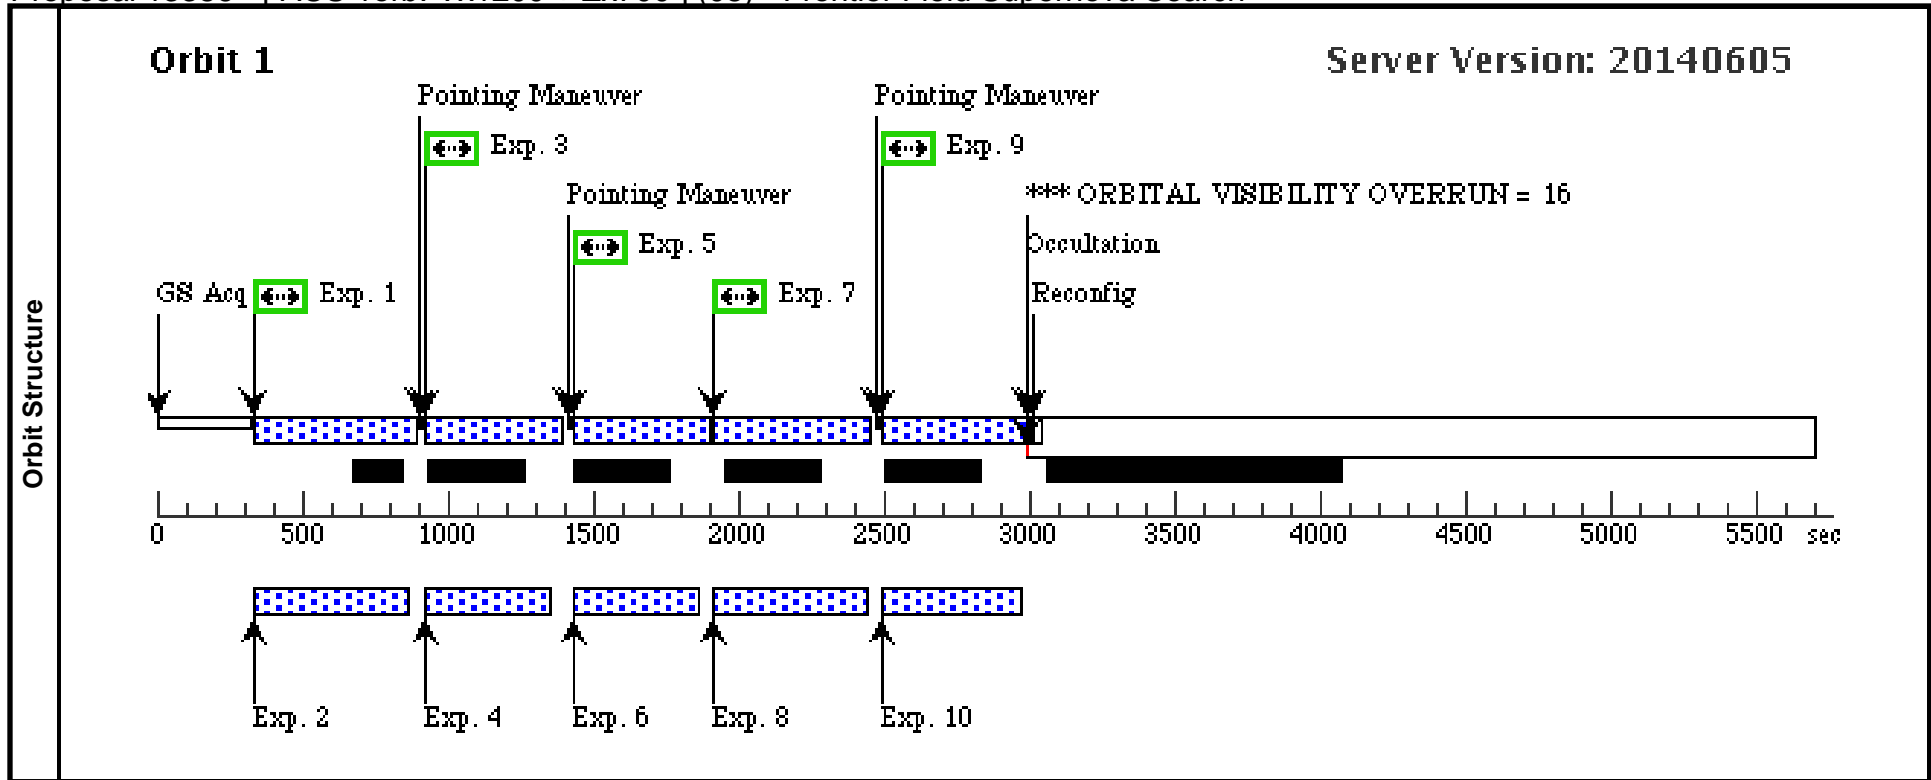 Orbit 1
Server Version: 20140605
Pointing Maneuver
Pointing Maneuver
Exp. 3
Exp. 9
Pointing Maneuver
*** ORBITAL VISIBILITY OVERRUN = 16
Exp. 5
Occultation
GS Acq
Exp. 1
Exp. 7
Reconfig
Orbit Structure
0 500 1000 1500 2000 2500 3000 3500 4000 4500 5000 5500 sec
Exp. 2
Exp. 4
Exp. 6
Exp. 8
Exp. 10